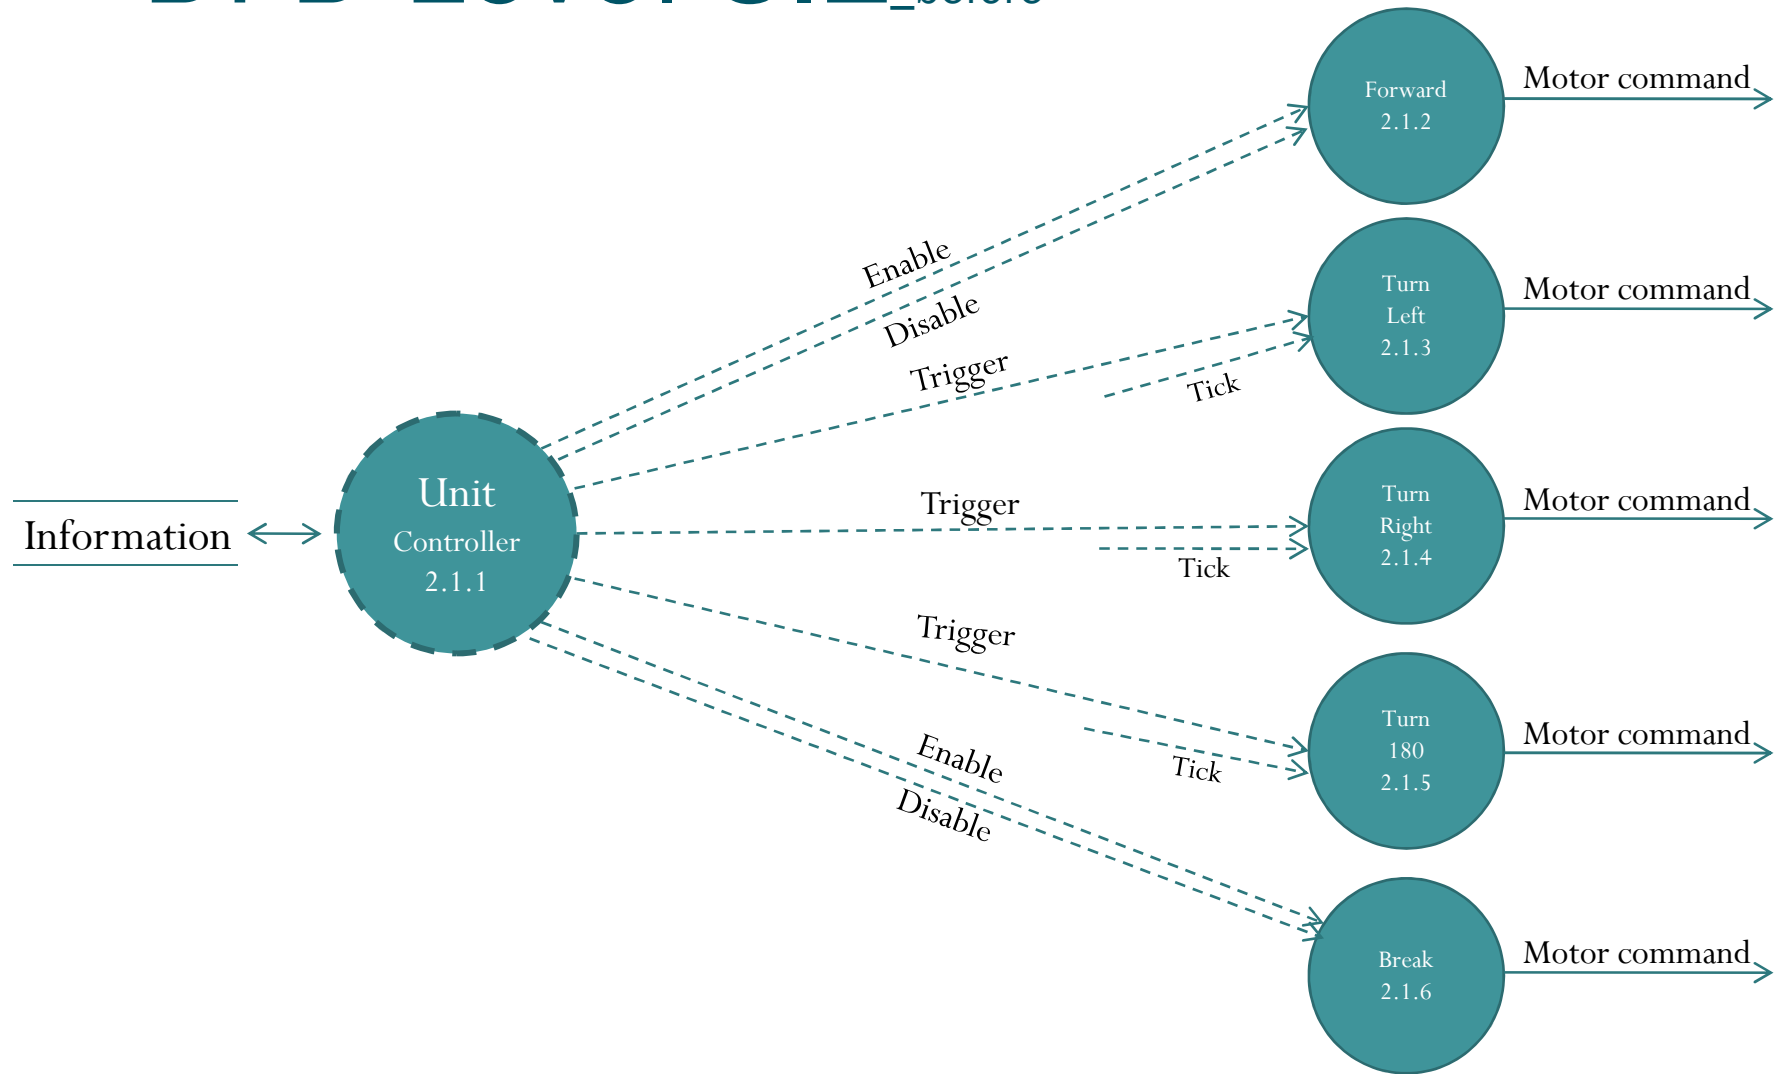 Forward
2.1.2
Motor command
Enable
Disable
Turn
Left
2.1.3
Motor command
Trigger
Tick
Information
Unit
Controller
2.1.1
Trigger
Tick
Turn
Right
2.1.4
Motor command
Trigger
Tick
Turn
180
2.1.5
Motor command
Enable
Disable
Break
2.1.6
Motor command